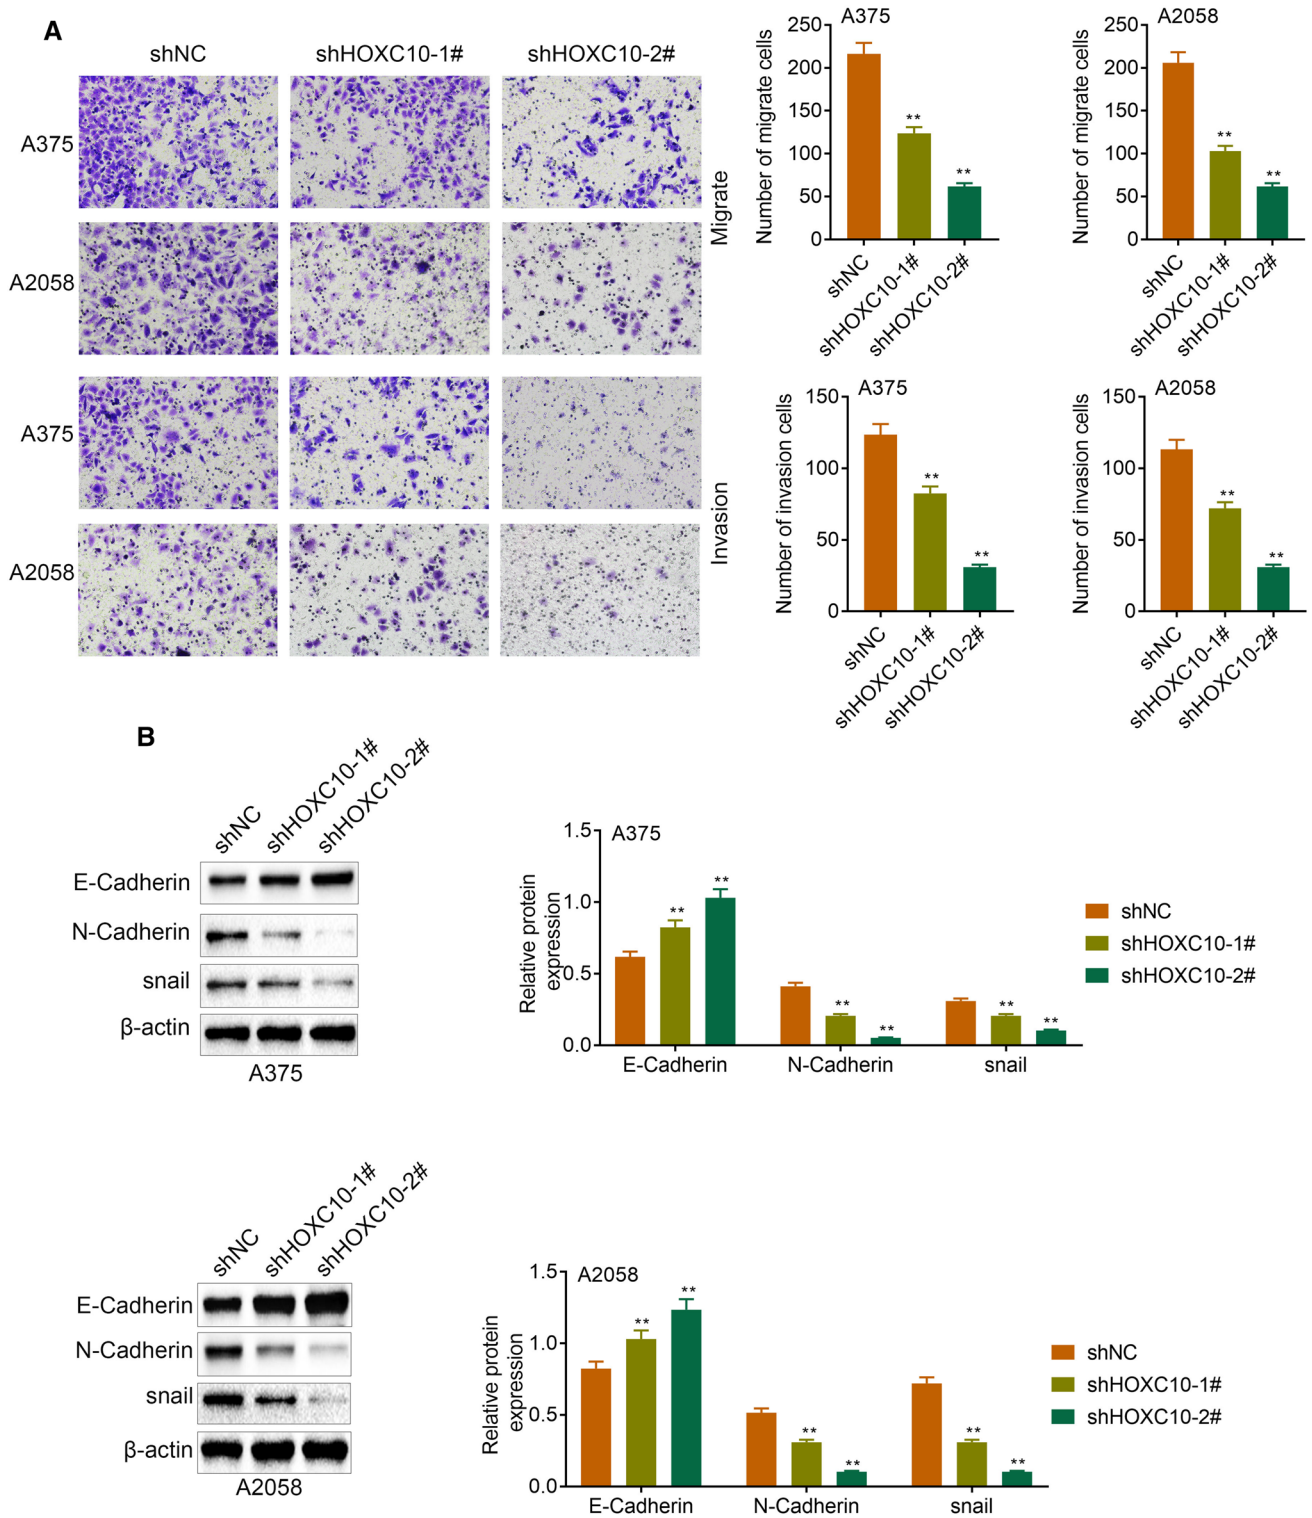 A
shNC
shHOXC10-1#
shHOXC10-2#
A375
A2058
A375
A2058
Migrate
Invasion
A375
Number of migrate cells
250
200
150
100
50
0
**
**
shNC
shHOXC10-1#
shHOXC10-2#
A2058
Number of migrate cells
250
200
150
100
50
0
**
**
shNC
shHOXC10-1#
shHOXC10-2#
A375
Number of invasion cells
150
100
50
0
**
**
shNC
shHOXC10-1#
shHOXC10-2#
A2058
Number of invasion cells
150
100
50
0
**
**
shNC
shHOXC10-1#
shHOXC10-2#
B
shNC
shHOXC10-1#
shHOXC10-2#
E-Cadherin
N-Cadherin
snail
β-actin
A375
A375
Relative protein
expression
1.5
1.0
0.5
0.0
**
**
**
**
**
**
E-Cadherin
N-Cadherin
snail
shNC
shHOXC10-1#
shHOXC10-2#
shNC
shHOXC10-1#
shHOXC10-2#
E-Cadherin
N-Cadherin
snail
β-actin
A2058
A2058
Relative protein
expression
1.5
1.0
0.5
0.0
**
**
**
**
**
**
E-Cadherin
N-Cadherin
snail
shNC
shHOXC10-1#
shHOXC10-2#